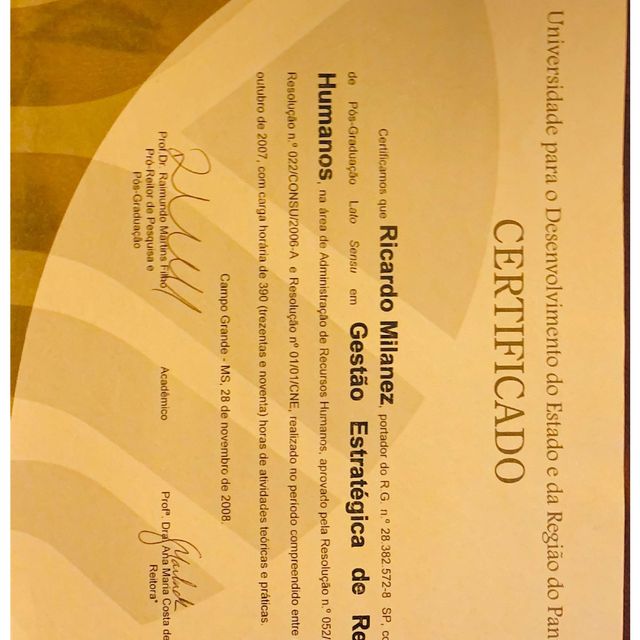 Universidade para o Desenvolvimento do Estado e da Região do Pan
CERTIFICADO
Certificamos que Ricardo Milanez, portador do R.G. n.° 28.382.572-8 SP, co
de Pós-Graduação Lato Sensu em Gestão Estratégica de Re
Humanos, na área de Administração de Recursos Humanos, aprovado pela Resolução n.° 052/
Resolução n.° 022/CONSU/2006-A e Resolução nº 01/01/CNE, realizado no período compreendido entre
outubro de 2007, com carga horária de 390 (trezentas e noventa) horas de atividades teóricas e práticas.
Campo Grande - MS, 28 de novembro de 2008.
Prof.Dr. Raimundo Martins Filho
Pró-Reitor de Pesquisa e
Pós-Graduação
Acadêmico
Profª. Dra. Ana Maria Costa de
Reitora"